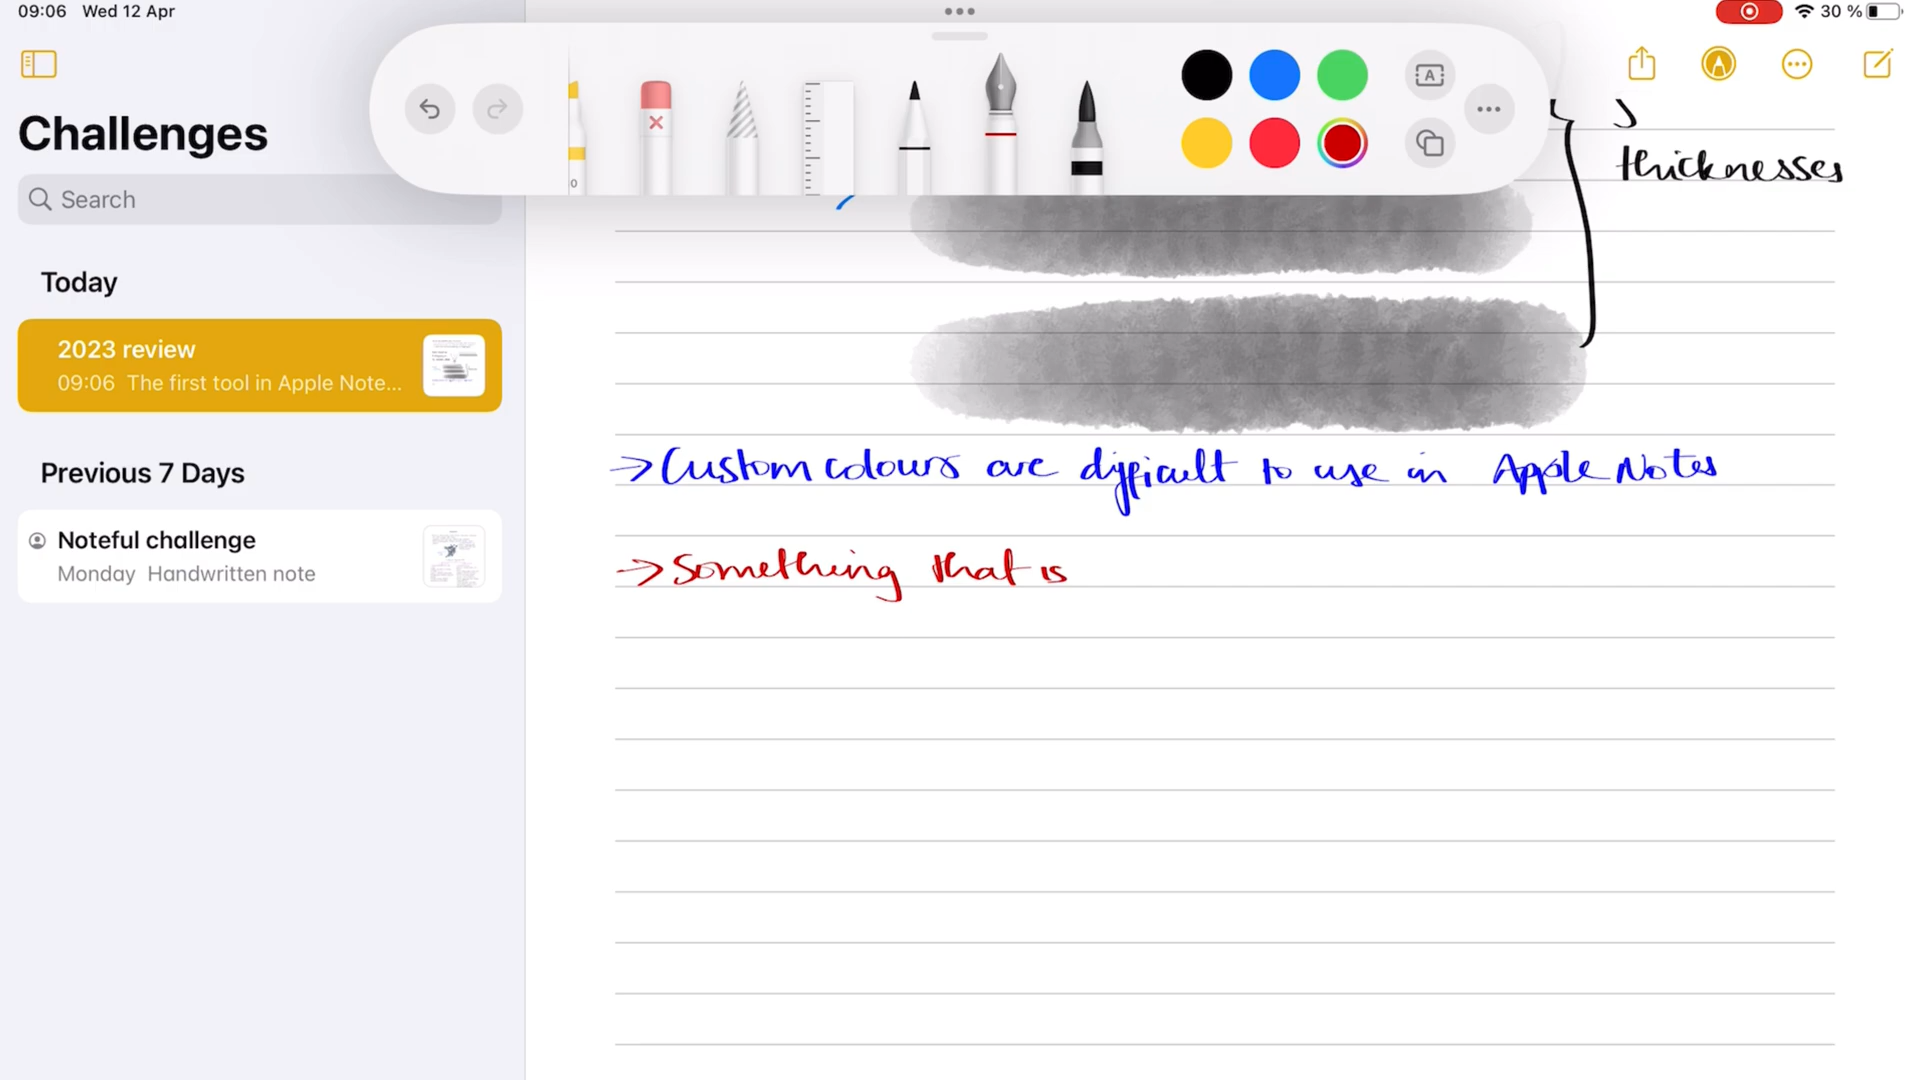 09:06 Wed 12 Apr
30 %
Challenges
Search
Today
2023 review
09:06 The first tool in Apple Note...
Previous 7 Days
Noteful challenge
Monday Handwritten note
0
A
5
thicknesses
→ Custom colours are difficult to use in Apple Notes
→ Something that is